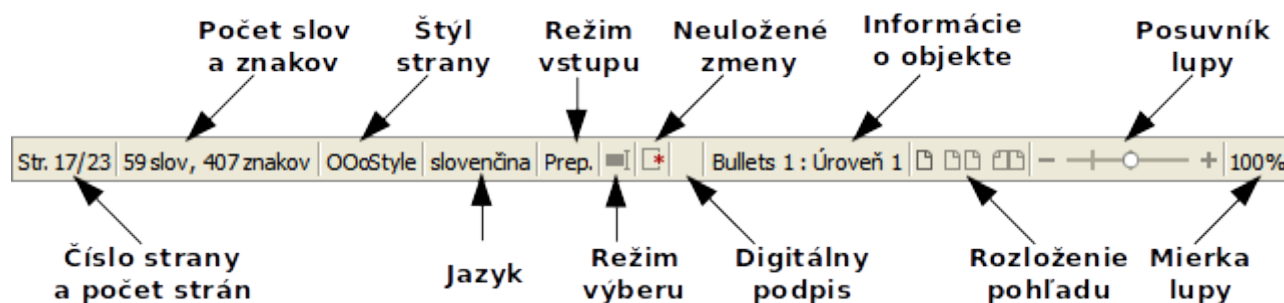 Počet slov
a znakov
Štýl
strany
Režim
vstupu
Neuložené
zmeny
Informácie
o objekte
Posuvník
lupy
Str. 17/23 59 slov, 407 znakov OOoStyle slovenčina Prep. Bullets 1 : Úroveň 1 100%
Číslo strany
a počet strán
Jazyk
Režim
výberu
Digitálny
podpis
Rozloženie
pohľadu
Mierka
lupy